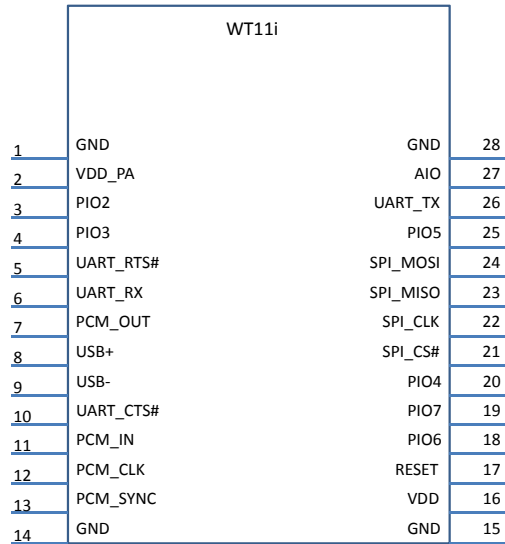 WT11i
1 GND GND 28
2 VDD_PA AIO 27
3 PIO2 UART_TX 26
4 PIO3 PIO5 25
5 UART_RTS# SPI_MOSI 24
6 UART_RX SPI_MISO 23
7 PCM_OUT SPI_CLK 22
8 USB+ SPI_CS# 21
9 USB- PIO4 20
10 UART_CTS# PIO7 19
11 PCM_IN PIO6 18
12 PCM_CLK RESET 17
13 PCM_SYNC VDD 16
14 GND GND 15